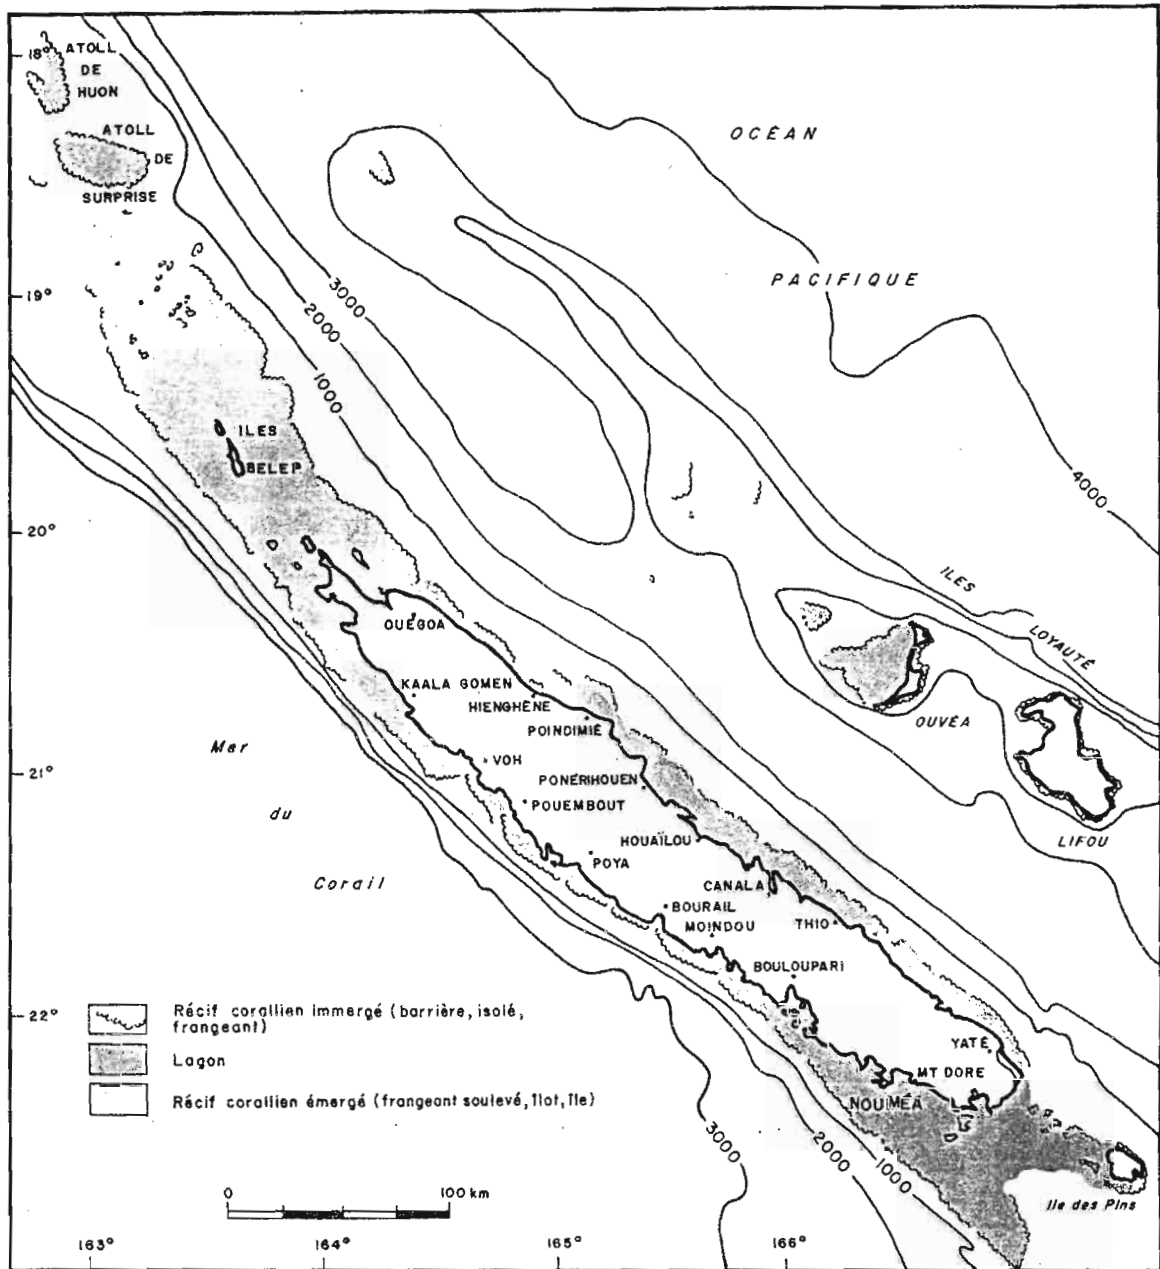 18°
ATOLL
DE
HUON
ATOLL
DE
SURPRISE
OCÉAN
PACIFIQUE
19°
3000
2000
1000
4000
ILES
BELEP
20°
ILES
LOYAUTÉ
OUÉGOA
KAALA GOMEN
HIENGHÈNE
POINDIMIÉ
OUVÉA
Mer
du
Corail
21°
VOH
PONÉRIHOUEN
POUEMBOUT
HOUAÏLOU
LIFOU
POYA
CANALA
BOURAIL
MOINDOU
THIO
BOULOUPARI
22°
YATÉ
MT DORE
NOUMÉA
Récif corallien immergé (barrière, isolé,
frangeant)
Lagon
Récif corallien émergé (frangeant soulevé, îlot, île)
3000
2000
1000
Ile des Pins
0
100 km
163°
164°
165°
166°